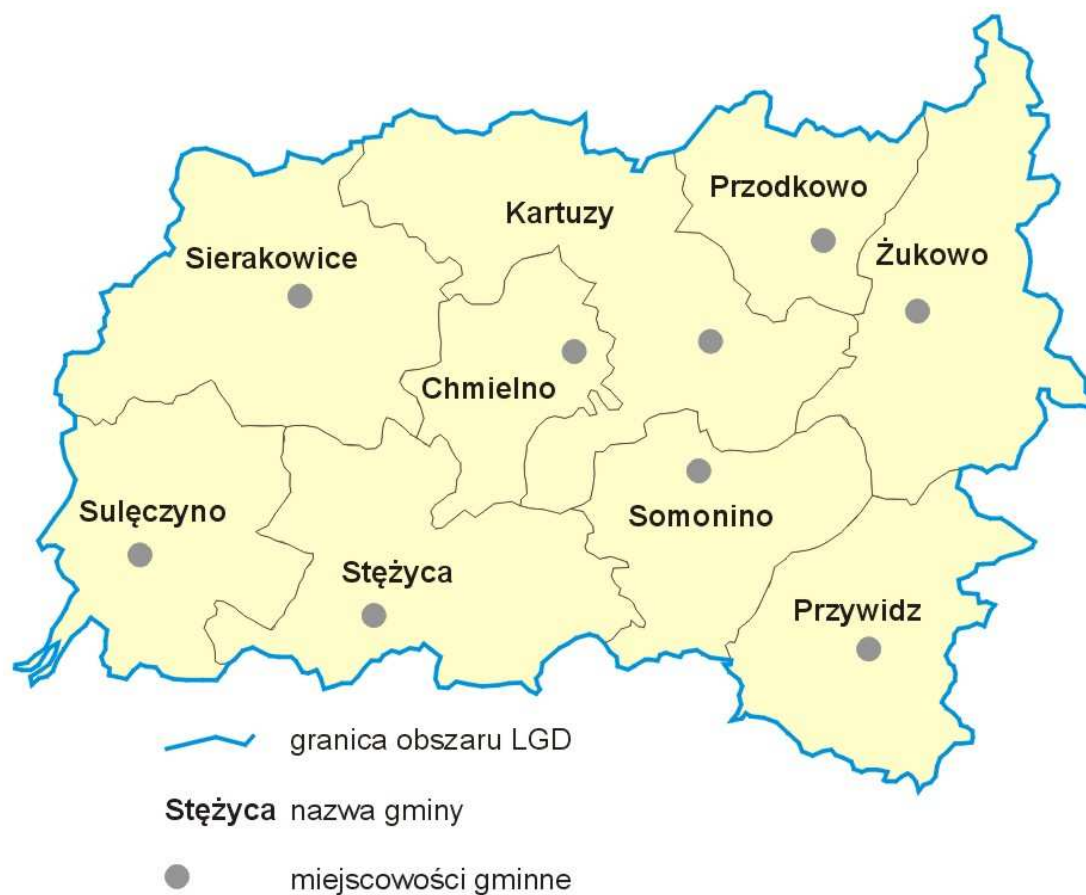 Przodkowo
Kartuzy
Żukowo
Sierakowice
Chmielno
Sulęczyno
Somonino
Stężyca
Przywidz
granica obszaru LGD
Stężyca nazwa gminy
miejscowości gminne